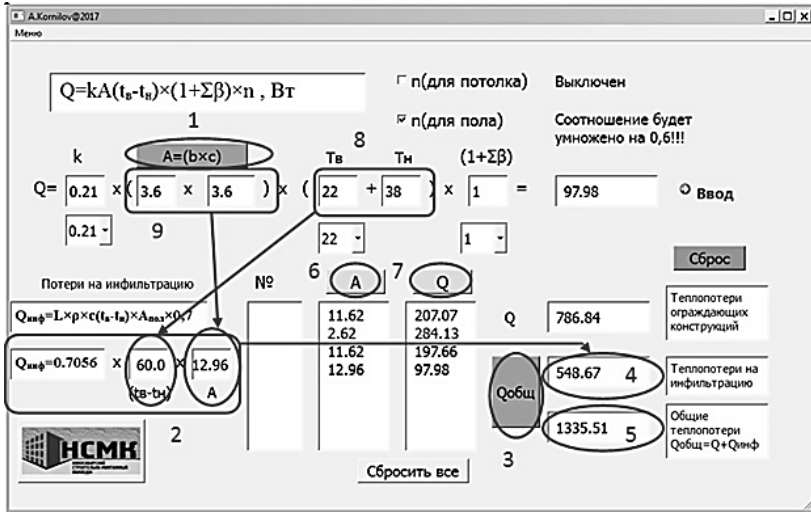 A.Kornilov@2017
Меню
Q=kA(tв-tн)×(1+Σβ)×n , Вт
n(для потолка) Выключен
n(для пола) Соотношение будет
умножено на 0,6!!!
1
8
k A=(b×c) Tв Tн (1+Σβ)
Q= 0.21 x ( 3.6 x 3.6 ) x ( 22 + 38 ) x 1 = 97.98 Ввод
0.21 9 22 1
Сброс
Потери на инфильтрацию № 6 A 7 Q
Qинф=L×ρ×c(tв-tн)×Aпол×0,7
11.62 207.07 Q 786.84 Теплопотери
ограждающих
конструкций
2.62 284.13
11.62 197.66
12.96 97.98
Qинф=0.7056 x 60.0 x 12.96
(tв-tн) A
Qобщ 548.67 4 Теплопотери на
инфильтрацию
1335.51 5 Общие
теплопотери
Qобщ=Q+Qинф
2
3
НСМК
Сбросить все